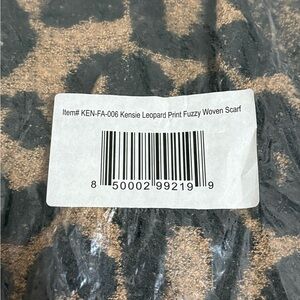 Item# KEN-FA-006 Kensie Leopard Print Fuzzy Woven Scarf
8 50002 99219 9